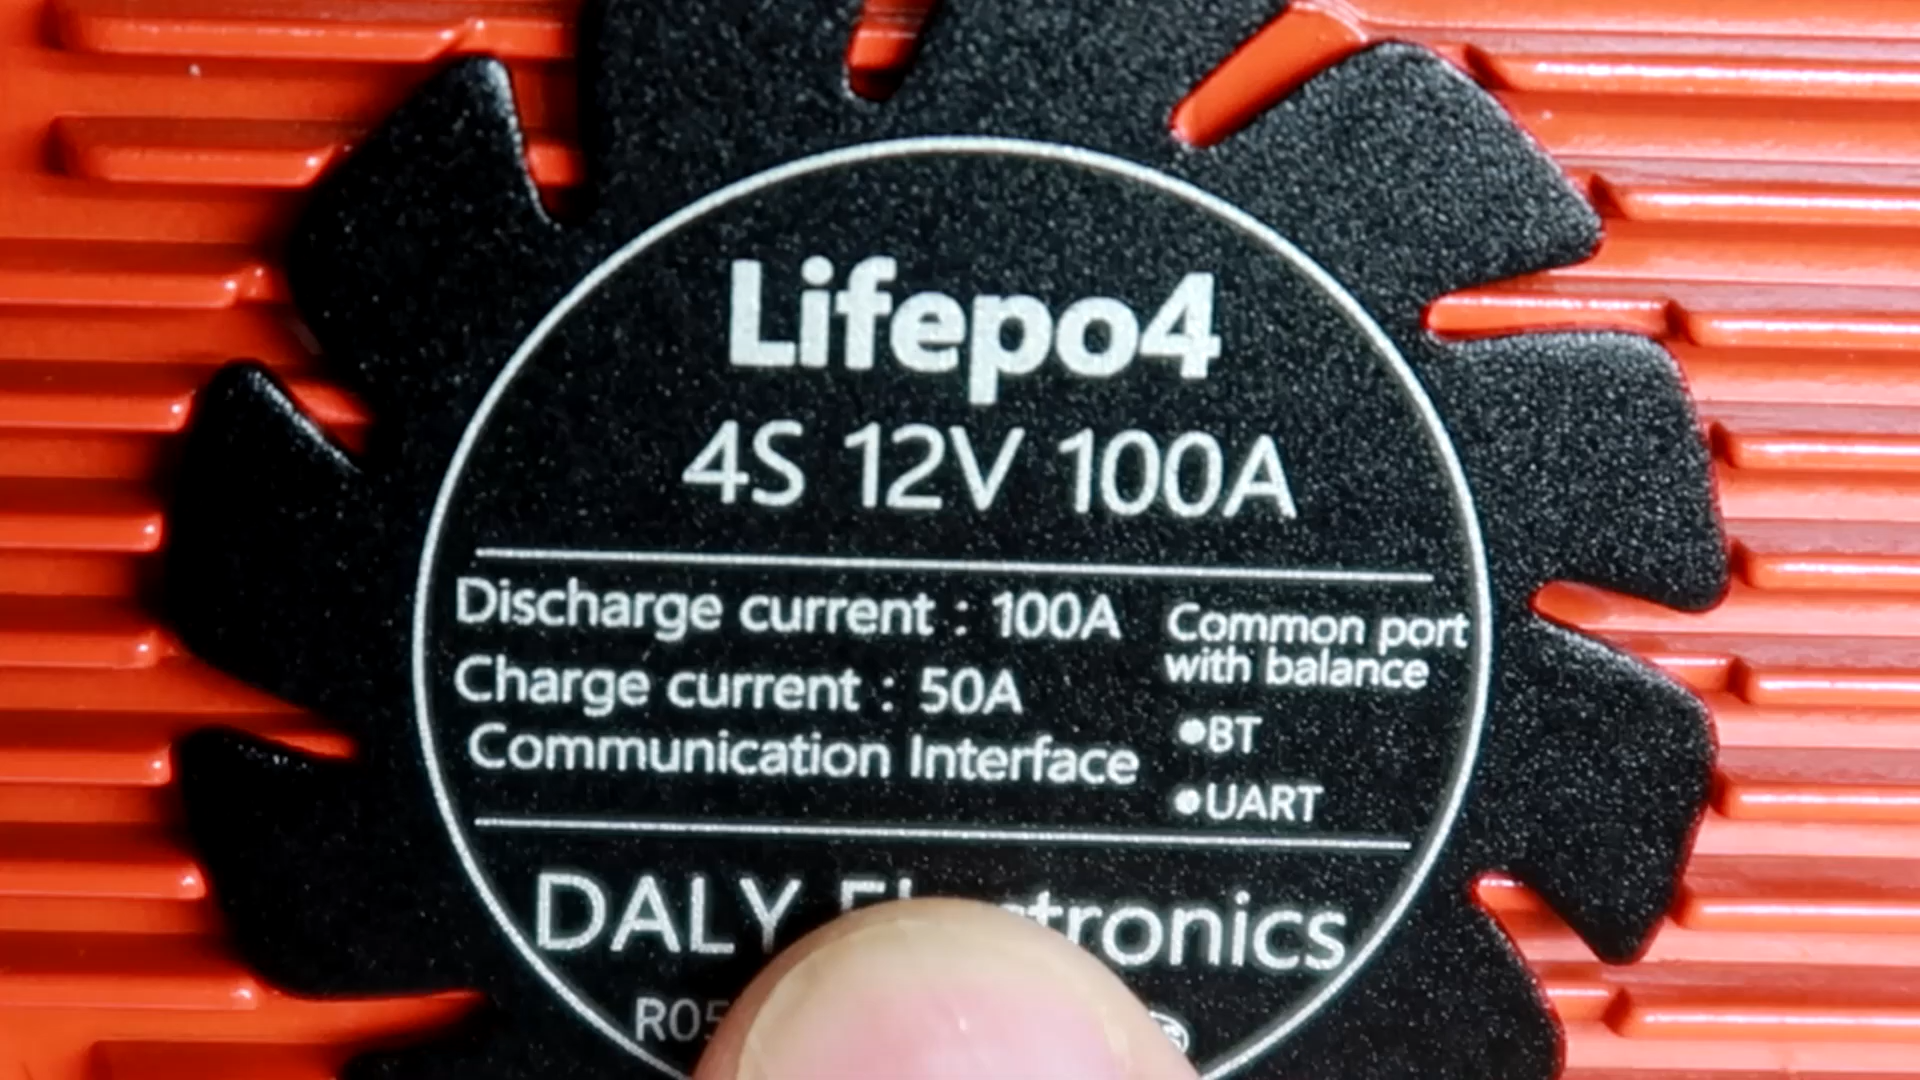 Lifepo4
4S 12V 100A
Discharge current : 100A
Charge current : 50A
Communication Interface
Common port
with balance
•BT
•UART
DALY